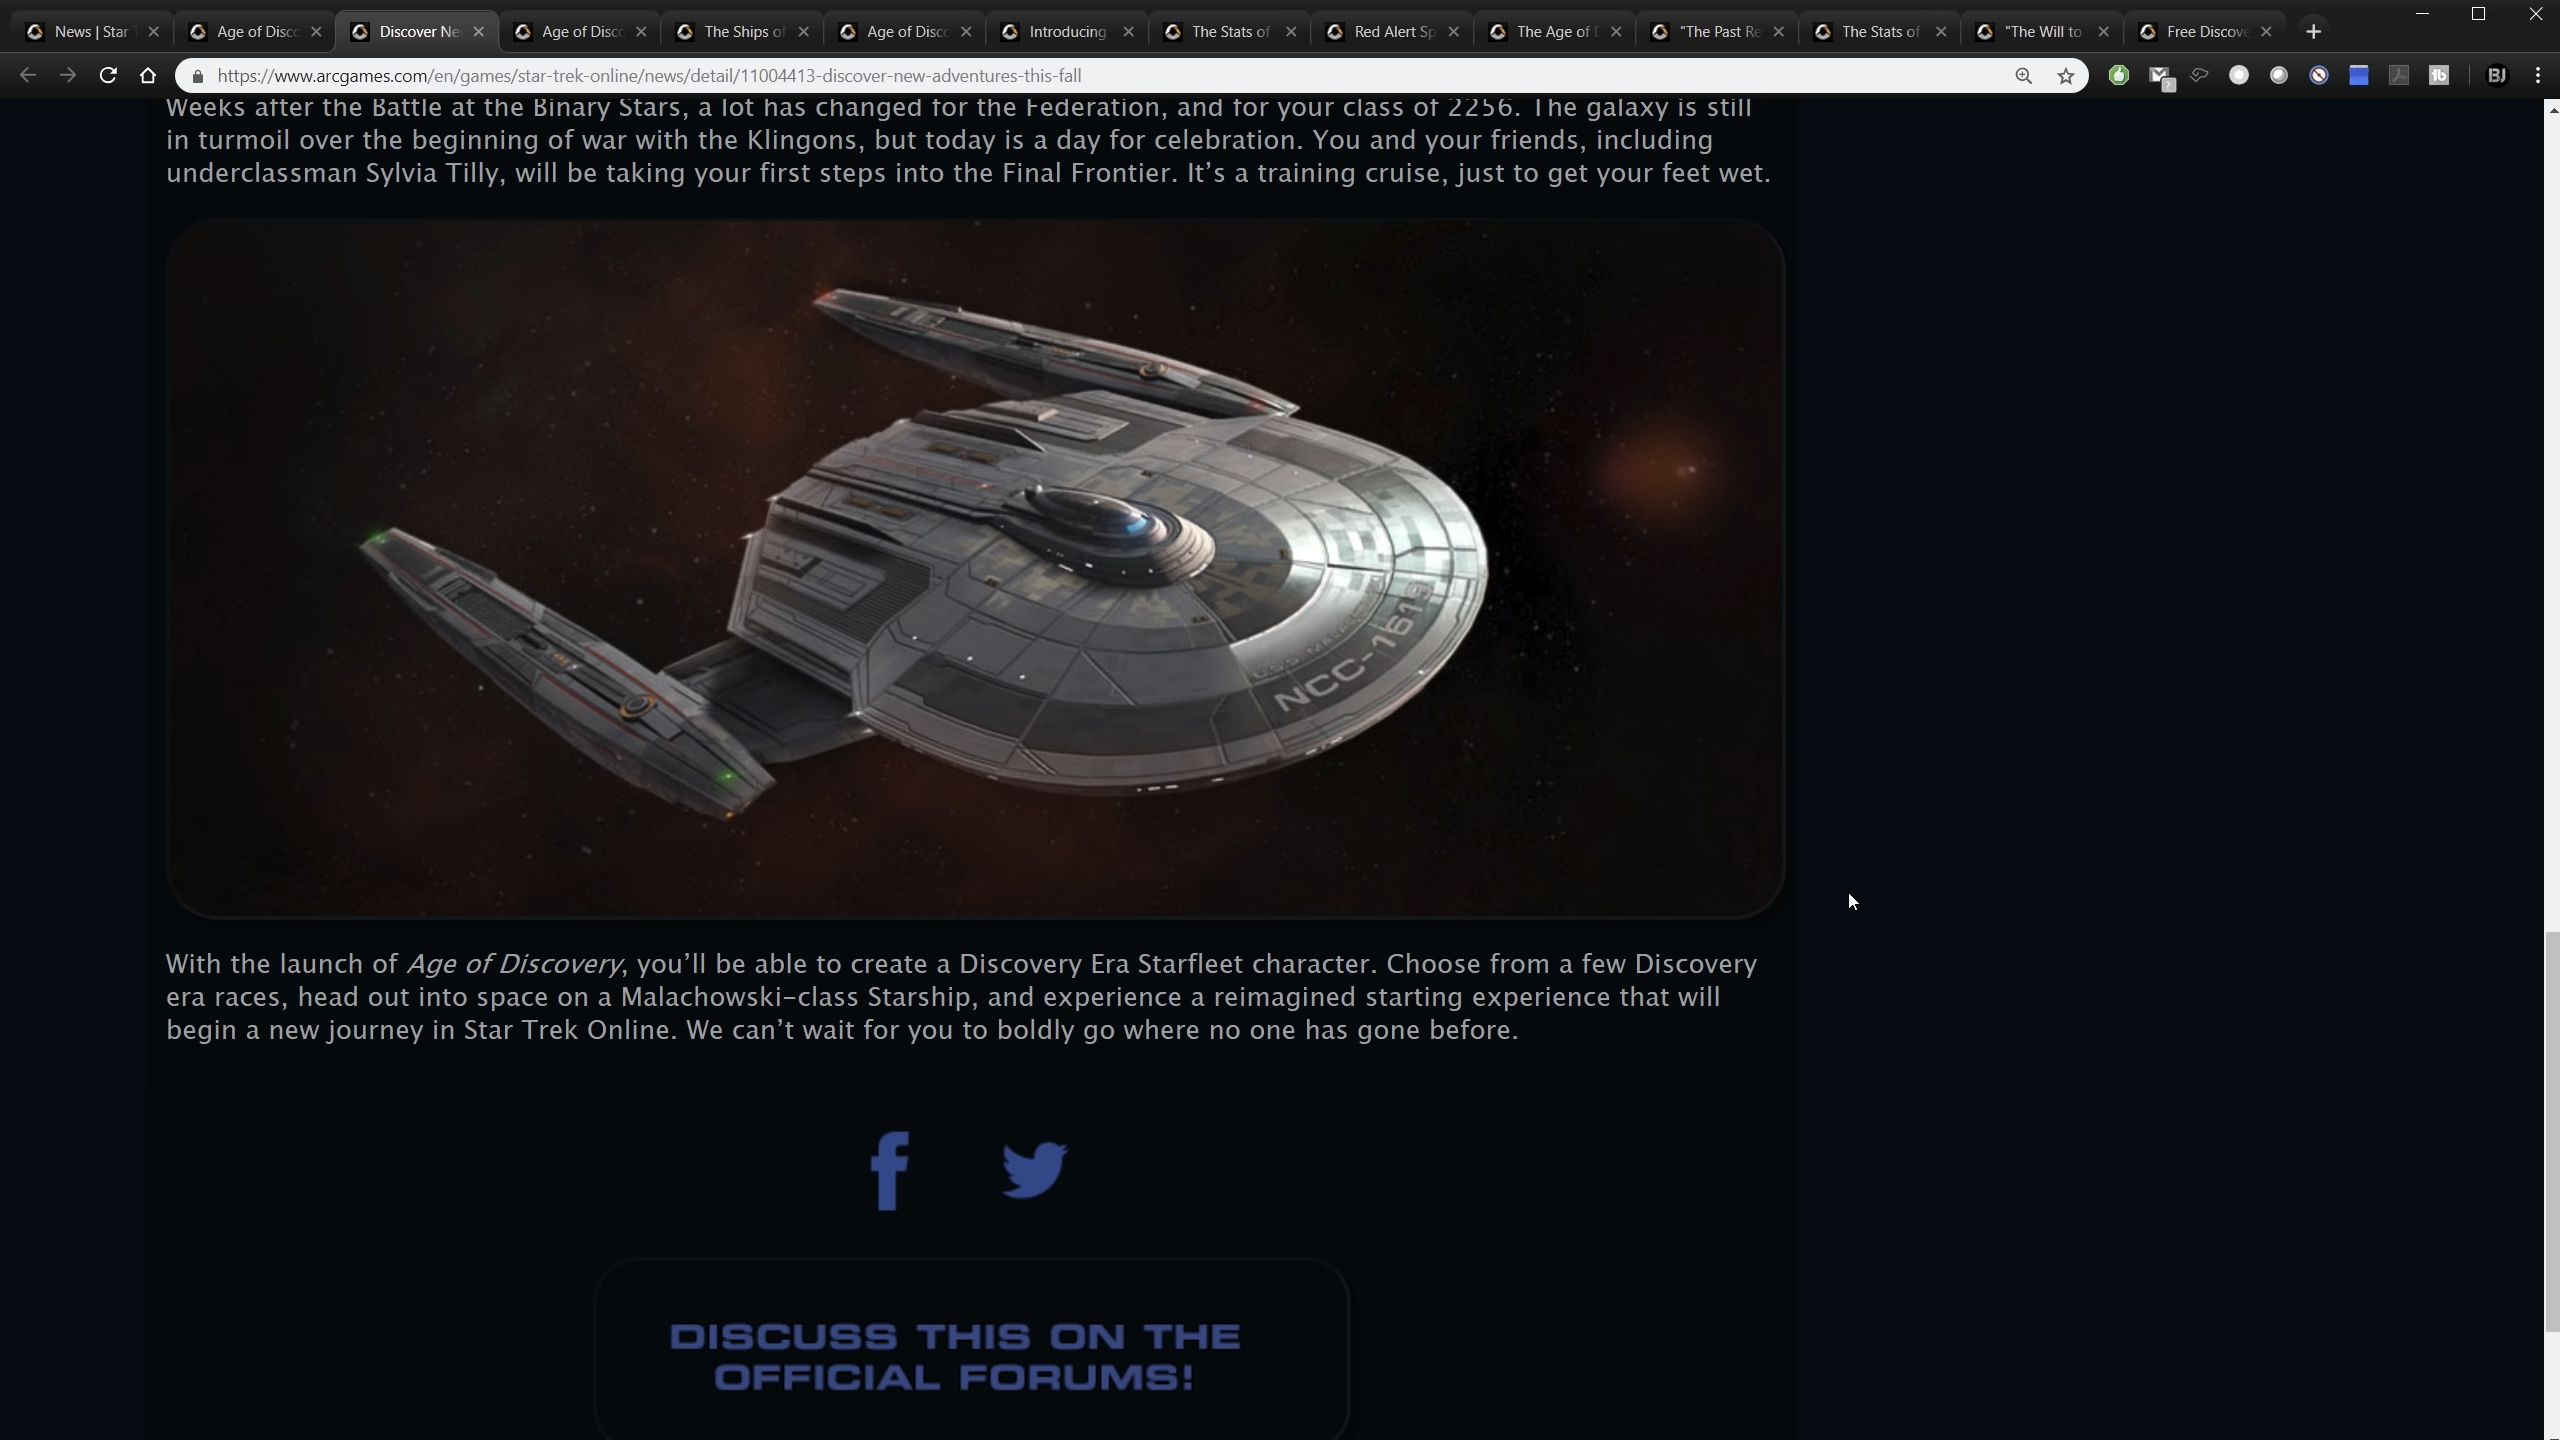 News | Star T
Age of Disco
Discover Ne
Age of Disco
The Ships of
Age of Disco
Introducing
The Stats of
Red Alert Sp
The Age of D
"The Past Re
The Stats of
"The Will to
Free Discove
https://www.arcgames.com/en/games/star-trek-online/news/detail/11004413-discover-new-adventures-this-fall
BJ
Weeks after the Battle at the Binary Stars, a lot has changed for the Federation, and for your class of 2256. The galaxy is still
in turmoil over the beginning of war with the Klingons, but today is a day for celebration. You and your friends, including
underclassman Sylvia Tilly, will be taking your first steps into the Final Frontier. It’s a training cruise, just to get your feet wet.
NCC-1619
With the launch of Age of Discovery, you’ll be able to create a Discovery Era Starfleet character. Choose from a few Discovery
era races, head out into space on a Malachowski-class Starship, and experience a reimagined starting experience that will
begin a new journey in Star Trek Online. We can’t wait for you to boldly go where no one has gone before.
DISCUSS THIS ON THE
OFFICIAL FORUMS!